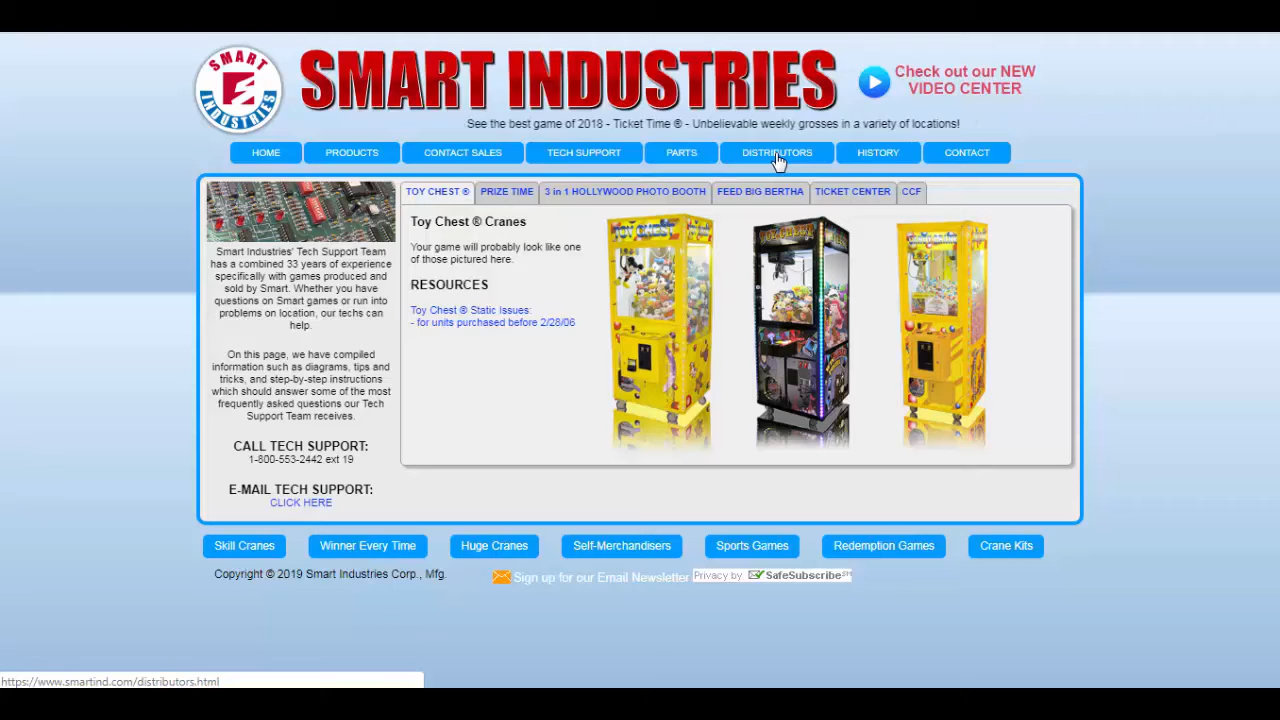 SMART
INDUSTRIES
SMART INDUSTRIES
Check out our NEW
VIDEO CENTER
See the best game of 2018 - Ticket Time ® - Unbelievable weekly grosses in a variety of locations!
HOME PRODUCTS CONTACT SALES TECH SUPPORT PARTS DISTRIBUTORS HISTORY CONTACT
TOY CHEST ® PRIZE TIME 3 in 1 HOLLYWOOD PHOTO BOOTH FEED BIG BERTHA TICKET CENTER CCF
Smart Industries' Tech Support Team
has a combined 33 years of experience
specifically with games produced and
sold by Smart. Whether you have
questions on Smart games or run into
problems on location, our techs can
help.
On this page, we have compiled
information such as diagrams, tips and
tricks, and step-by-step instructions
which should answer some of the most
frequently asked questions our Tech
Support Team receives.
CALL TECH SUPPORT:
1-800-553-2442 ext 19
E-MAIL TECH SUPPORT:
CLICK HERE
Toy Chest ® Cranes
Your game will probably look like one
of those pictured here.
RESOURCES
Toy Chest ® Static Issues:
- for units purchased before 2/28/06
TOY CHEST
TOY CHEST
Skill Cranes Winner Every Time Huge Cranes Self-Merchandisers Sports Games Redemption Games Crane Kits
Copyright © 2019 Smart Industries Corp., Mfg.
Sign up for our Email Newsletter
Privacy by SafeSubscribe℠
https://www.smartind.com/distributors.html